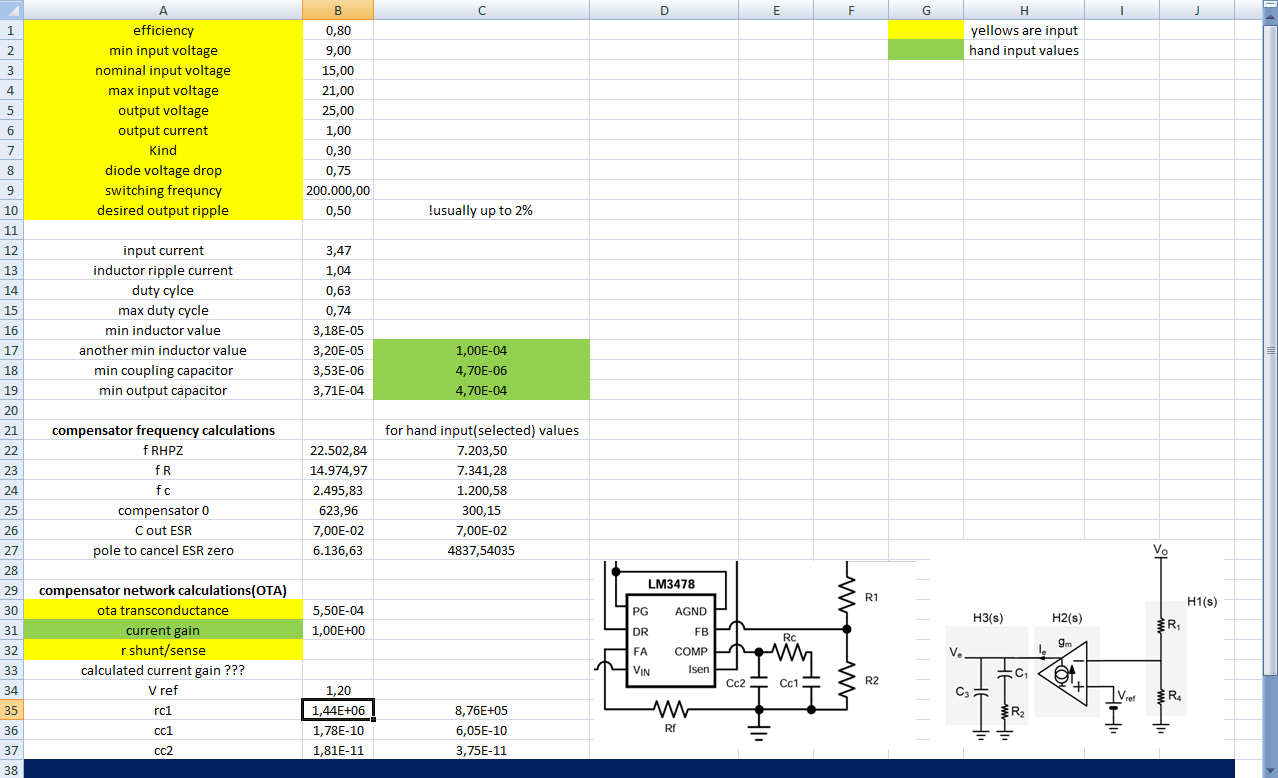 A B C D E F G H I J
1 efficiency 0,80 yellows are input
2 min input voltage 9,00 hand input values
3 nominal input voltage 15,00
4 max input voltage 21,00
5 output voltage 25,00
6 output current 1,00
7 Kind 0,30
8 diode voltage drop 0,75
9 switching frequncy 200.000,00
10 desired output ripple 0,50 !usually up to 2%
11
12 input current 3,47
13 inductor ripple current 1,04
14 duty cylce 0,63
15 max duty cycle 0,74
16 min inductor value 3,18E-05
17 another min inductor value 3,20E-05 1,00E-04
18 min coupling capacitor 3,53E-06 4,70E-06
19 min output capacitor 3,71E-04 4,70E-04
20
21 compensator frequency calculations for hand input(selected) values
22 f RHPZ 22.502,84 7.203,50
23 f R 14.974,97 7.341,28
24 f c 2.495,83 1.200,58
25 compensator 0 623,96 300,15
26 C out ESR 7,00E-02 7,00E-02
27 pole to cancel ESR zero 6.136,63 4837,54035
28
29 compensator network calculations(OTA)
30 ota transconductance 5,50E-04
31 current gain 1,00E+00
32 r shunt/sense
33 calculated current gain ???
34 V ref 1,20
35 rc1 1,44E+06 8,76E+05
36 cc1 1,78E-10 6,05E-10
37 cc2 1,81E-11 3,75E-11
38
LM3478
PG AGND
DR FB
FA COMP
VIN Isen
R1
Rc
R2
Cc2 Cc1
Rf
Vo
H1(s)
H3(s) H2(s)
R1
gm
Ve Ie
C1
C3
Vref
R4
R2